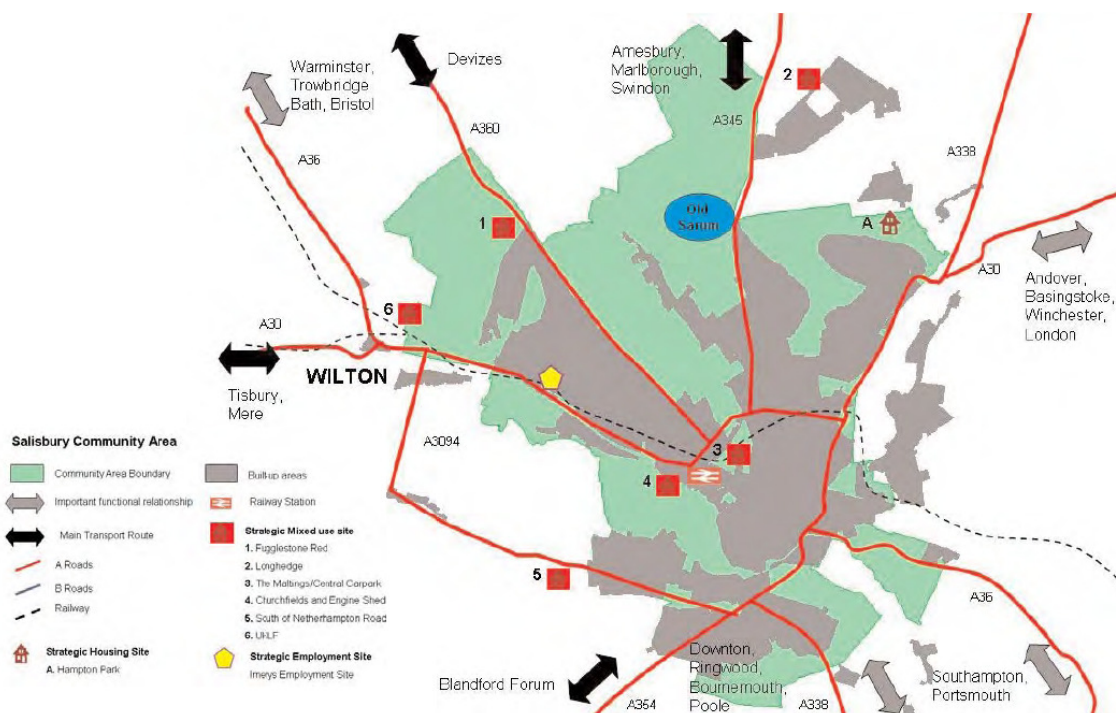 Warminster,
Trowbridge
Bath, Bristol
Devizes
Amesbury,
Marlborough,
Swindon
2
A360
A345
A338
A36
Old
Sarum
1
A
A30
Andover,
Basingstoke,
Winchester,
London
6
A30
WILTON
Tisbury,
Mere
A3094
3
4
5
A36
Downton,
Ringwood,
Bournemouth,
Poole
Southampton,
Portsmouth
Blandford Forum
A354
A338
Salisbury Community Area
Community Area Boundary
Important functional relationship
Main Transport Route
A Roads
B Roads
Railway
Strategic Housing Site
A. Hampton Park
Built-up areas
Railway Station
Strategic Mixed use site
1. Fugglestone Red
2. Longhedge
3. The Maltings/Central Carpark
4. Churchfields and Engine Shed
5. South of Netherhampton Road
6. UKLF
Strategic Employment Site
Imerys Employment Site